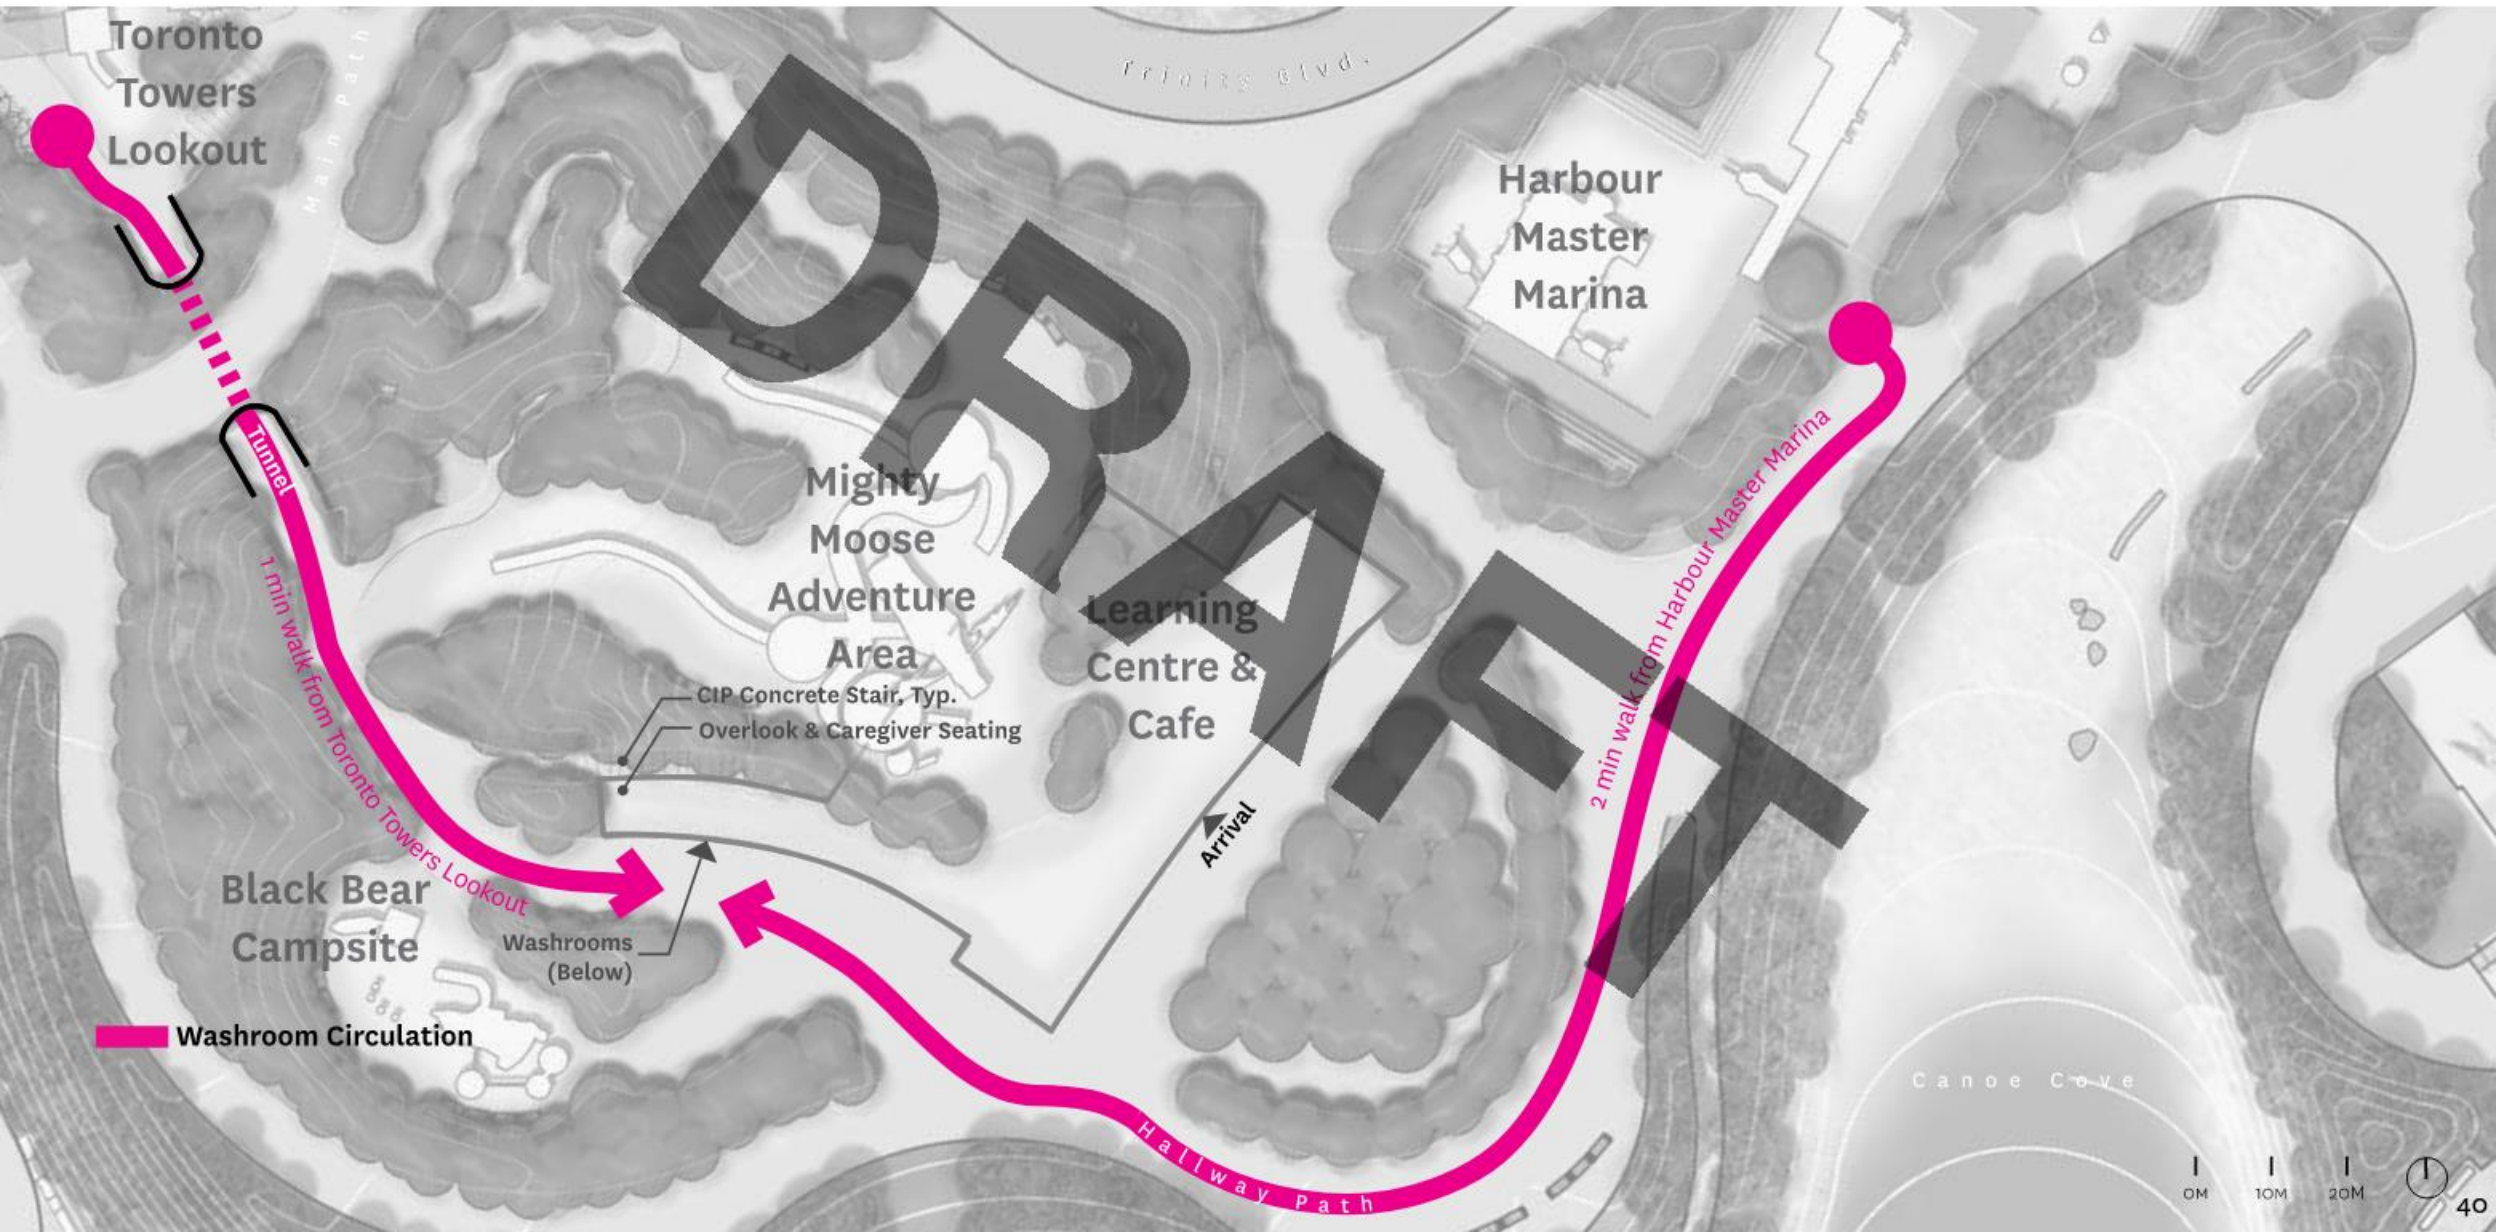 Toronto
Towers
Lookout
Main Path
Trinity Blvd.
DRAFT
Harbour
Master
Marina
Tunnel
1 min walk from Toronto Towers Lookout
Mighty
Moose
Adventure
Area
Learning
Centre &
Cafe
2 min walk from Harbour Master Marina
CIP Concrete Stair, Typ.
Overlook & Caregiver Seating
Arrival
Black Bear
Campsite
Washrooms
(Below)
Washroom Circulation
Hallway Path
Canoe Cove
0M 10M 20M
40